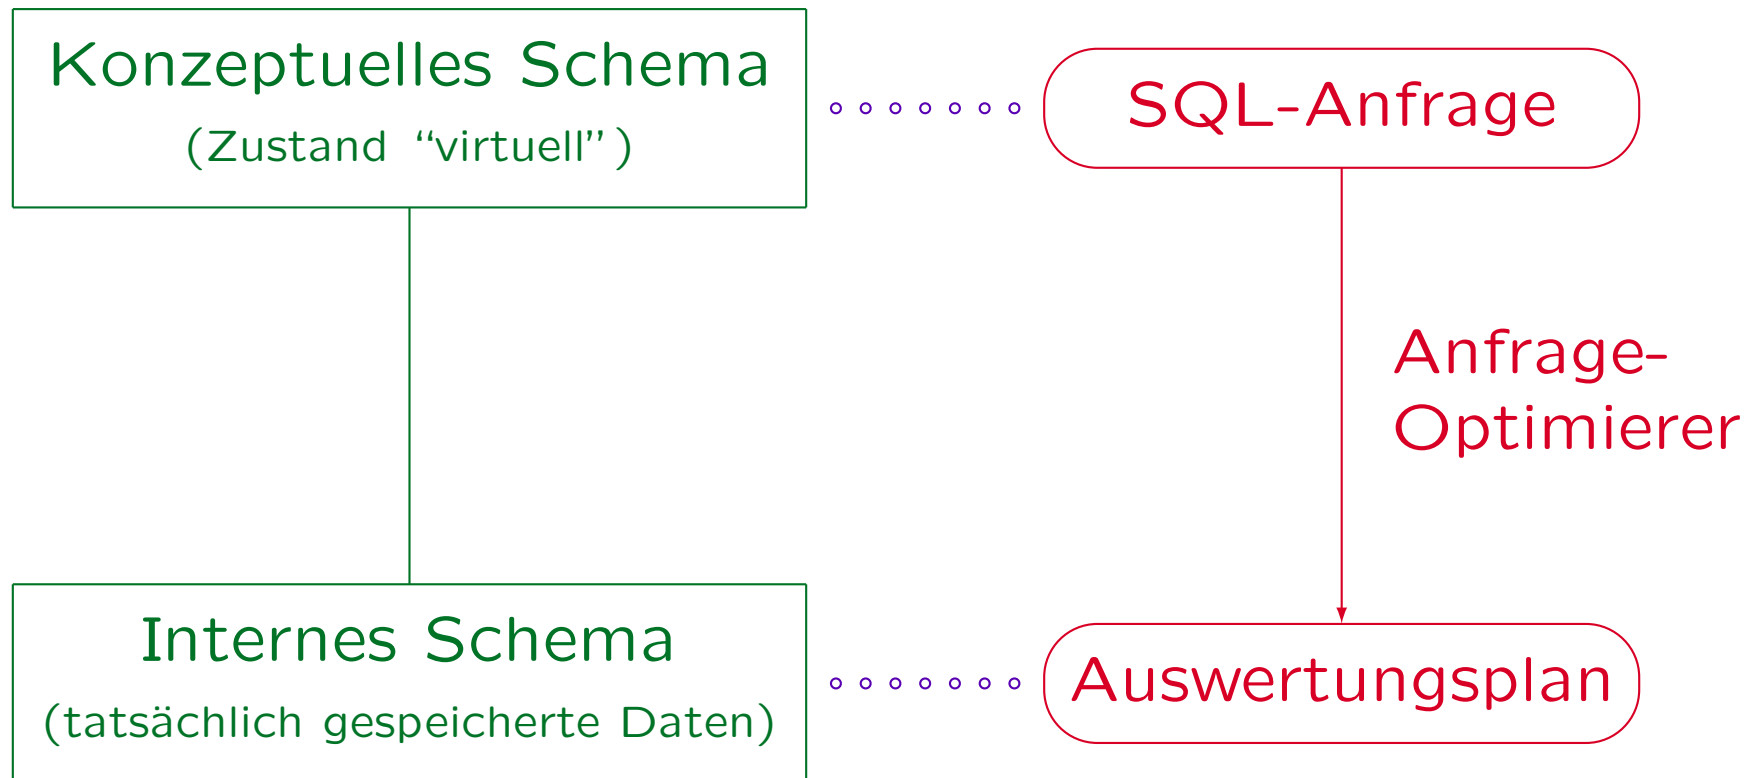 Konzeptuelles Schema
(Zustand “virtuell”)
SQL-Anfrage
Anfrage-
Optimierer
Internes Schema
(tatsächlich gespeicherte Daten)
Auswertungsplan